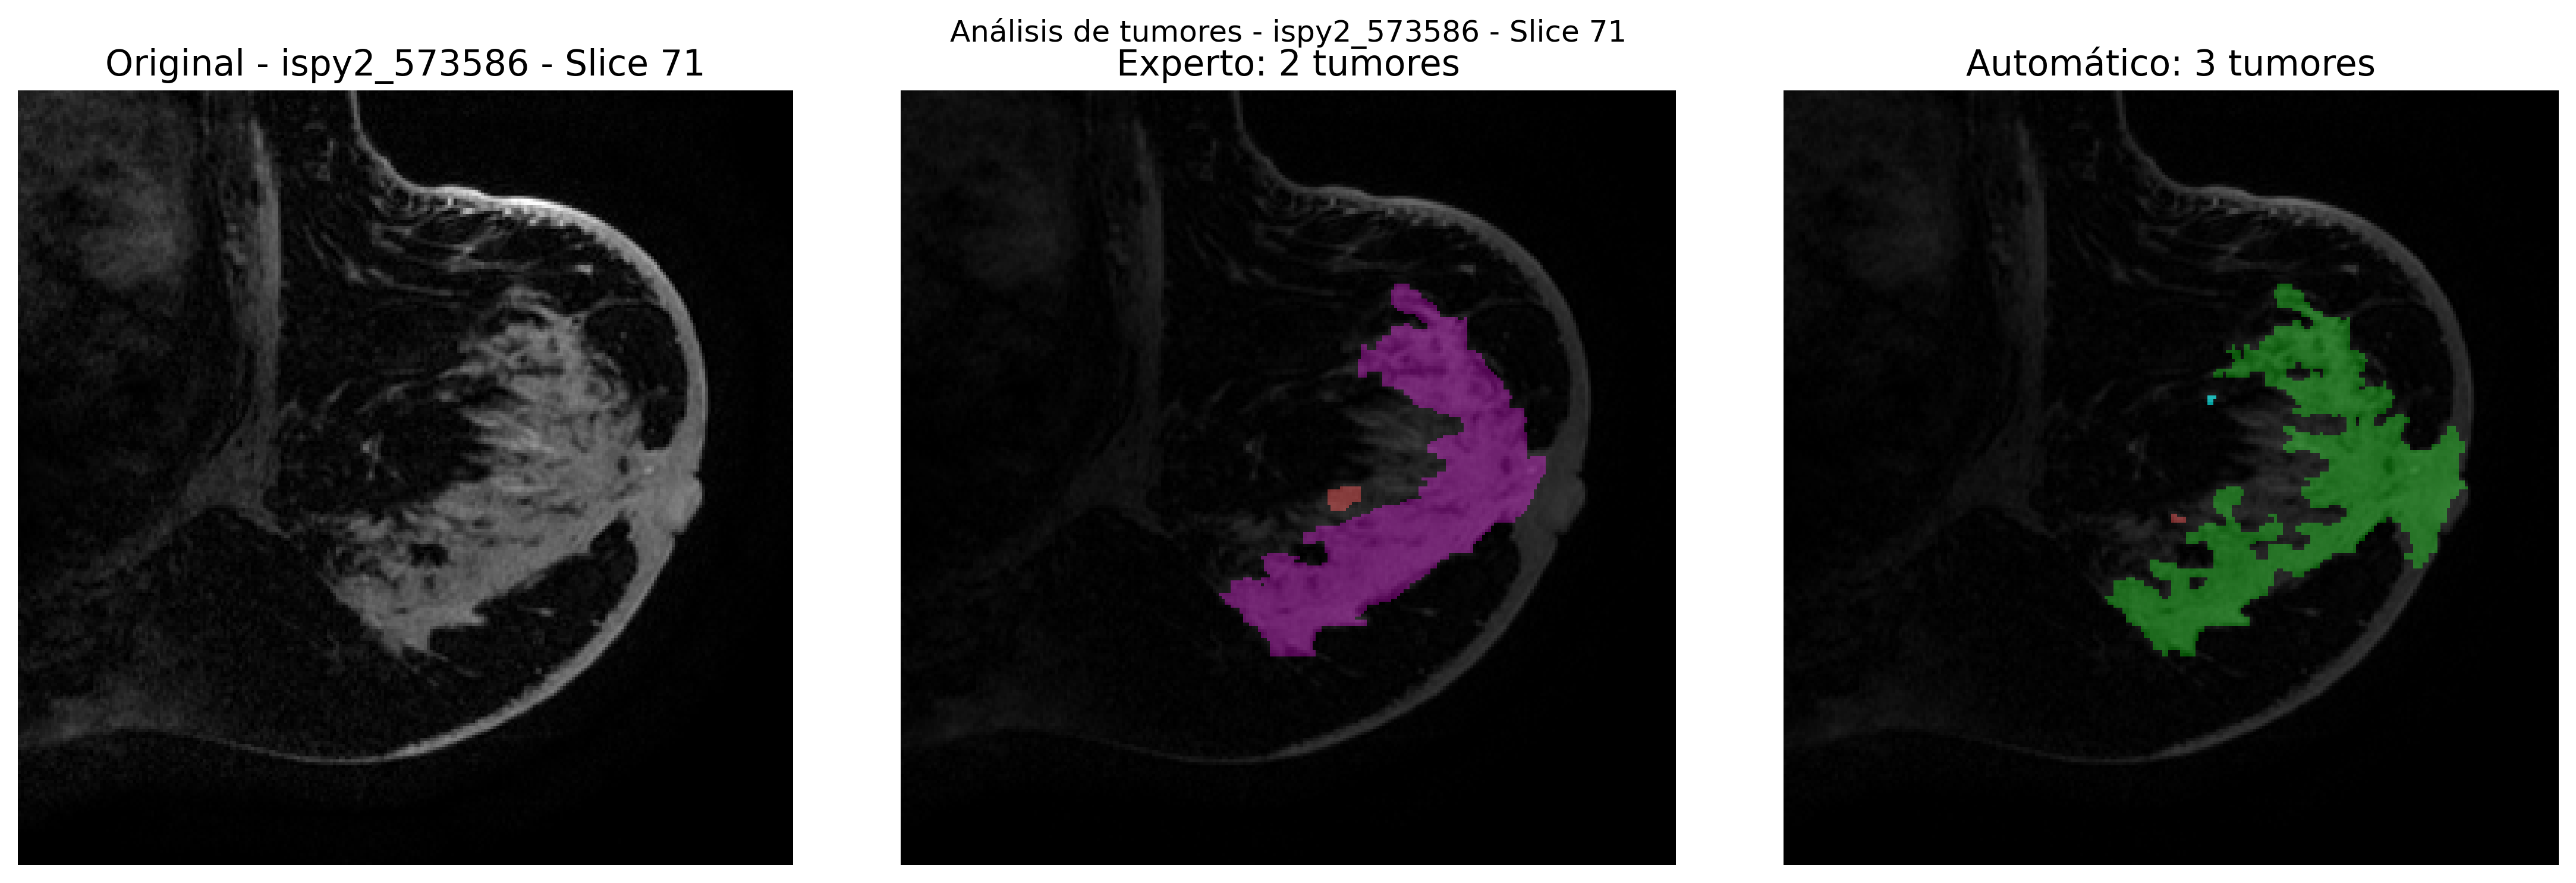 Análisis de tumores - ispy2_573586 - Slice 71
Original - ispy2_573586 - Slice 71
Experto: 2 tumores
Automático: 3 tumores